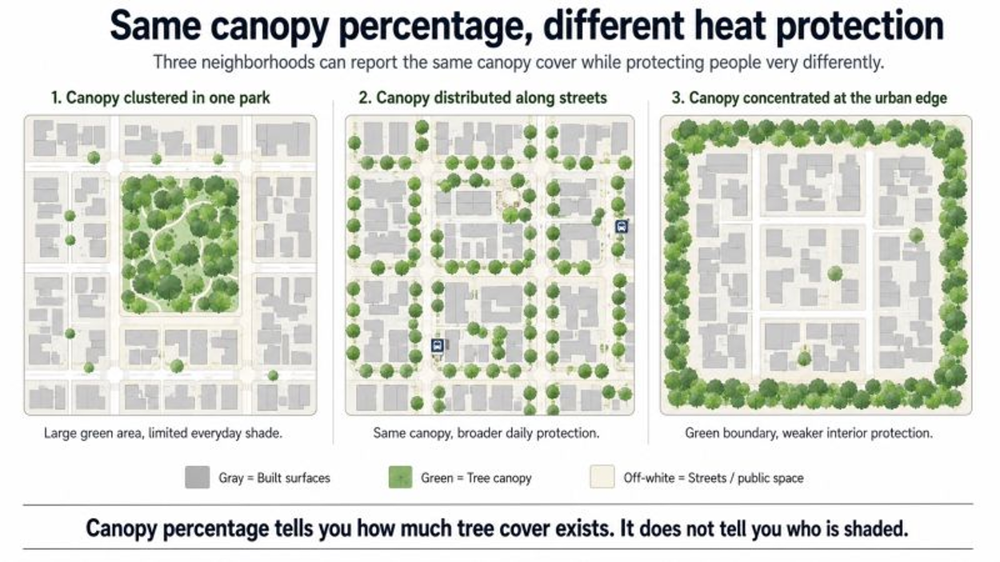 Same canopy percentage, different heat protection
Three neighborhoods can report the same canopy cover while protecting people very differently.
1. Canopy clustered in one park
2. Canopy distributed along streets
3. Canopy concentrated at the urban edge
Large green area, limited everyday shade.
Same canopy, broader daily protection.
Green boundary, weaker interior protection.
Gray = Built surfaces
Green = Tree canopy
Off-white = Streets / public space
Canopy percentage tells you how much tree cover exists. It does not tell you who is shaded.